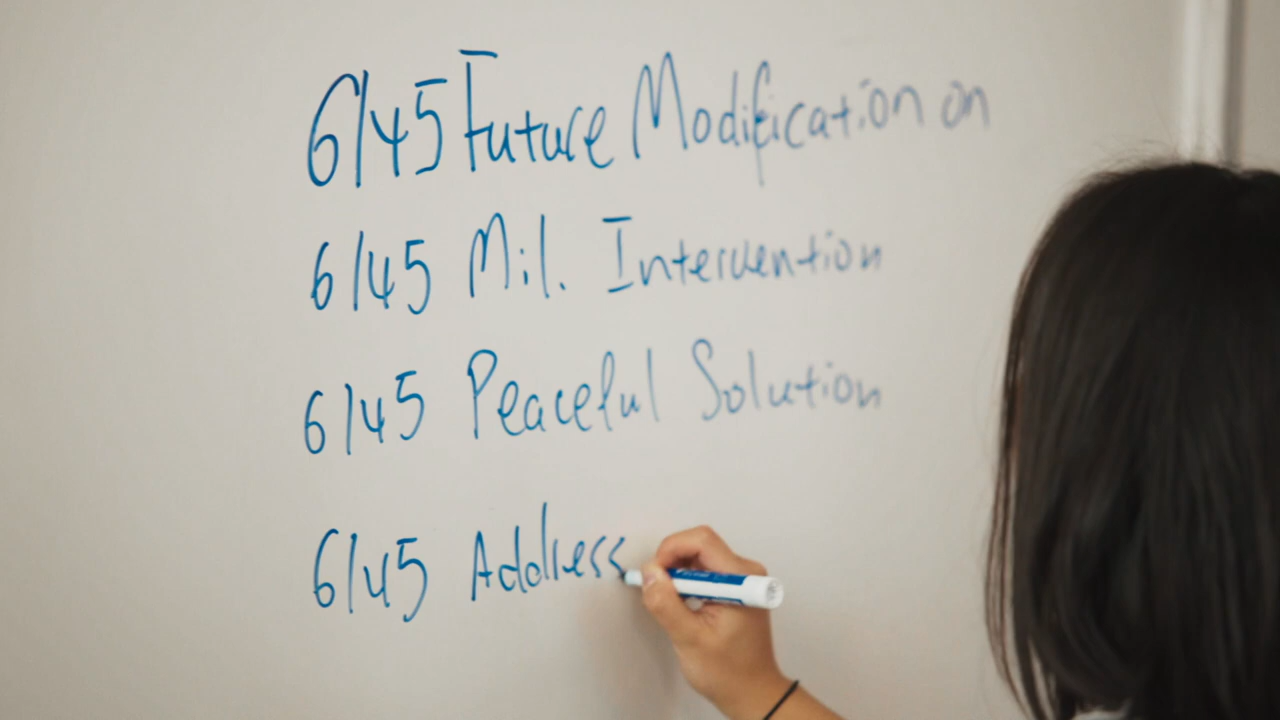 6/45 Future Modification on
6/45 Mil. Intervention
6/45 Peaceful Solution
6/45 Address